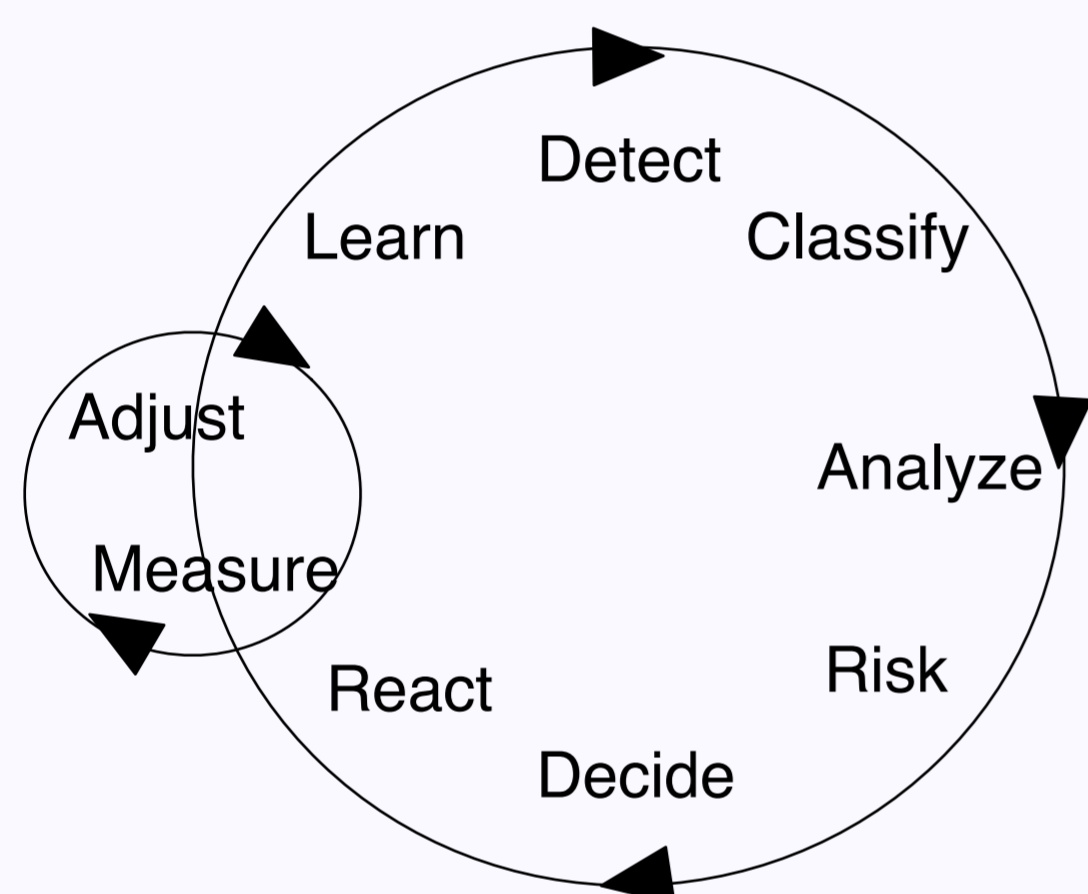 Detect
Learn
Classify
Adjust
Analyze
Measure
Risk
React
Decide